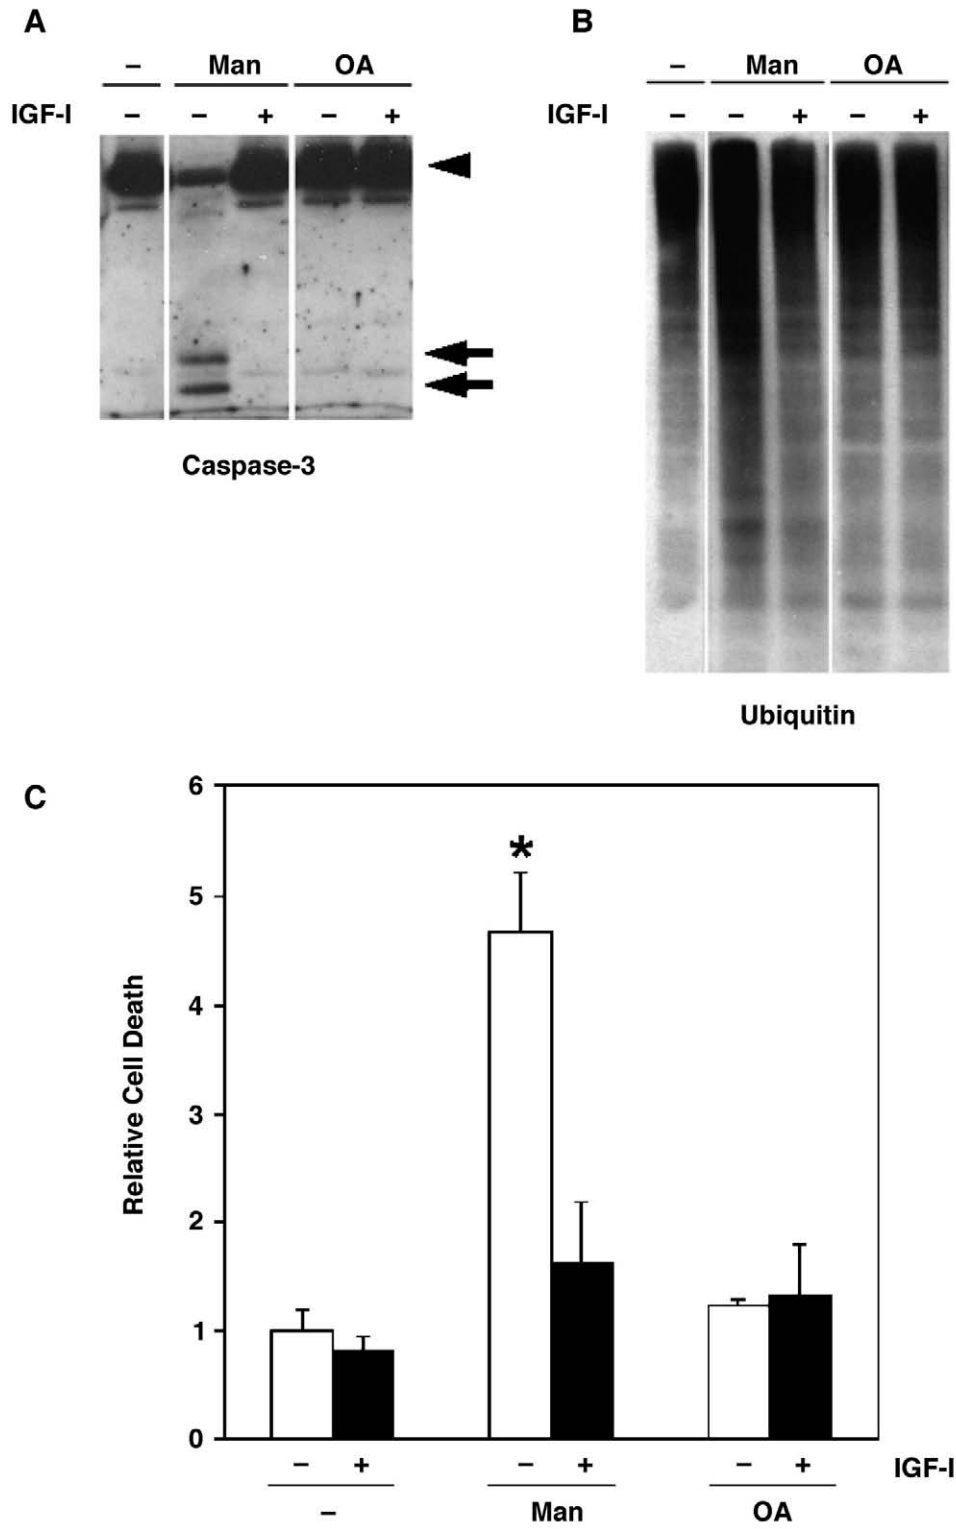 A
– Man OA
IGF-I – – + – +
Caspase-3
B
– Man OA
IGF-I – – + – +
Ubiquitin
C
6
5
4
3
2
1
0
Relative Cell Death
*
– + – + – + IGF-I
– Man OA